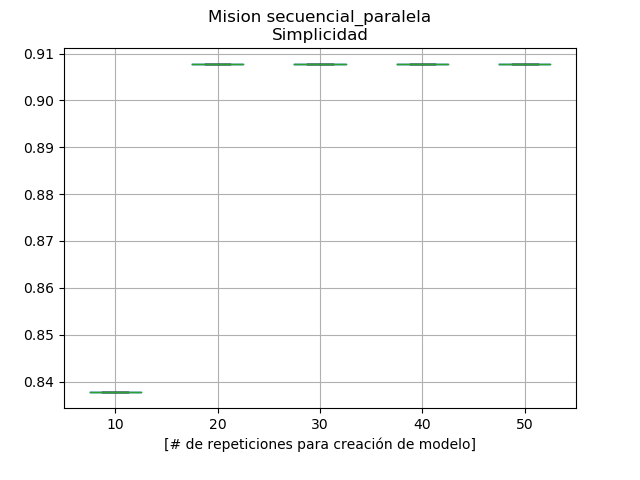 Mision secuencial_paralela
Simplicidad
0.91
0.90
0.89
0.88
0.87
0.86
0.85
0.84
10 20 30 40 50
[# de repeticiones para creación de modelo]